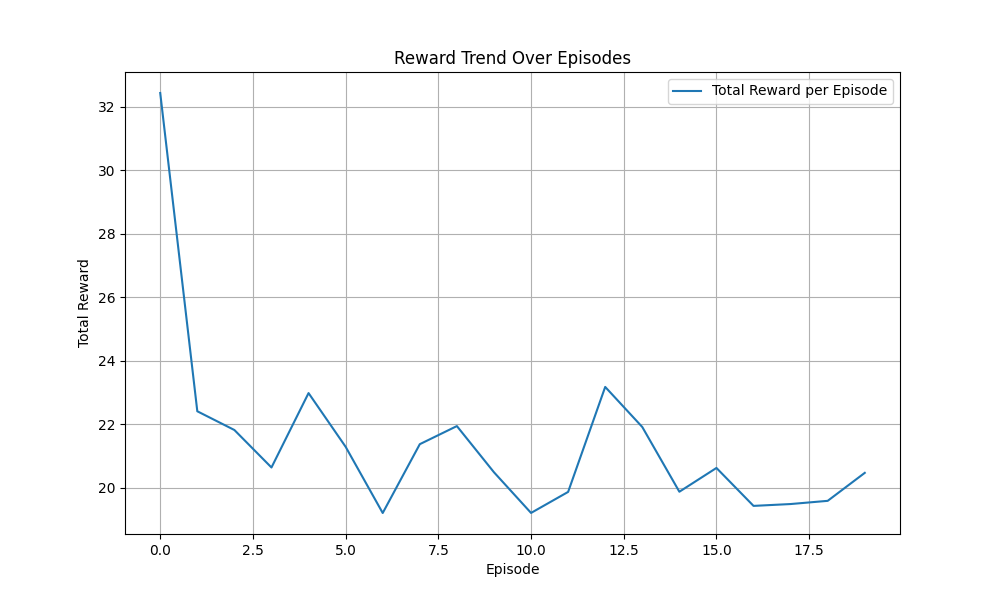 Reward Trend Over Episodes
Total Reward per Episode
Total Reward
32
30
28
26
24
22
20
0.0 2.5 5.0 7.5 10.0 12.5 15.0 17.5
Episode